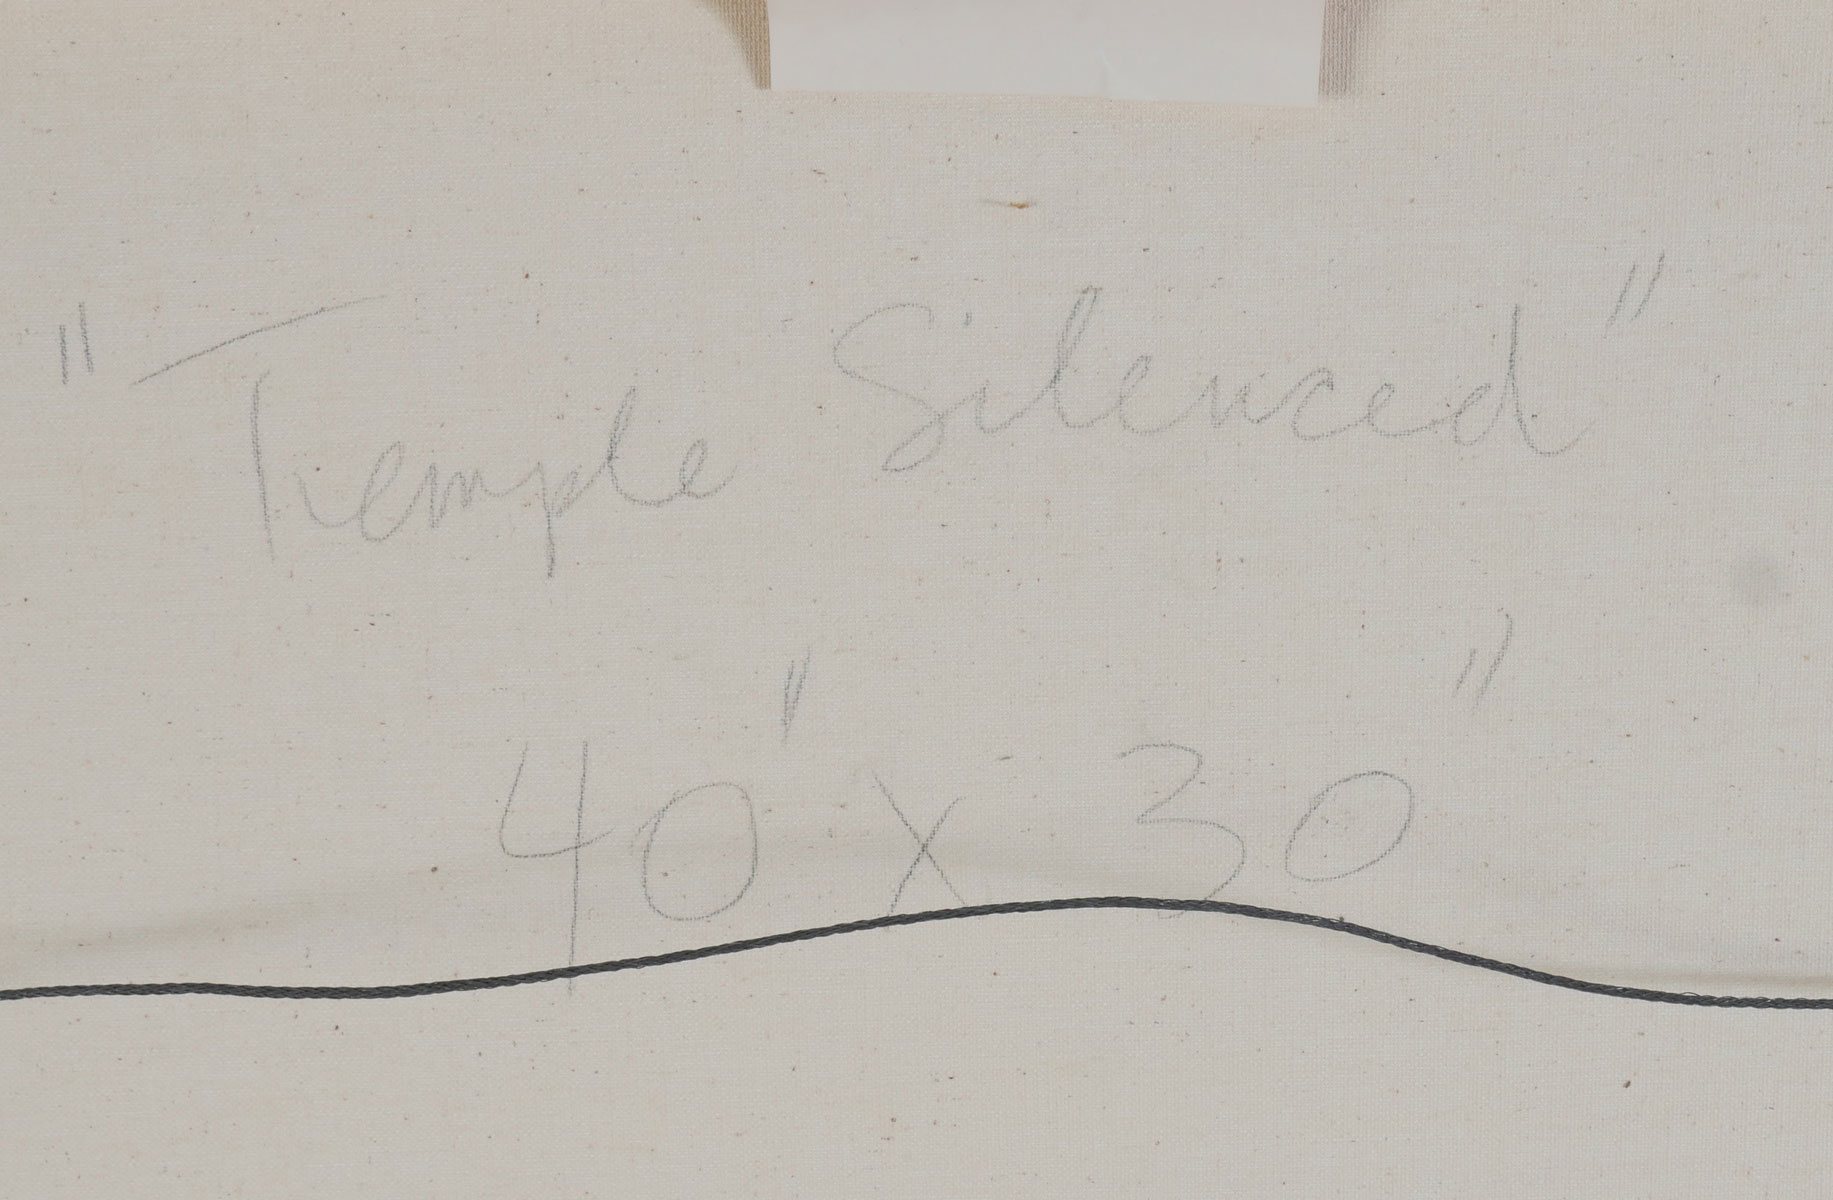 "Temple Silenced"
40" x 30"